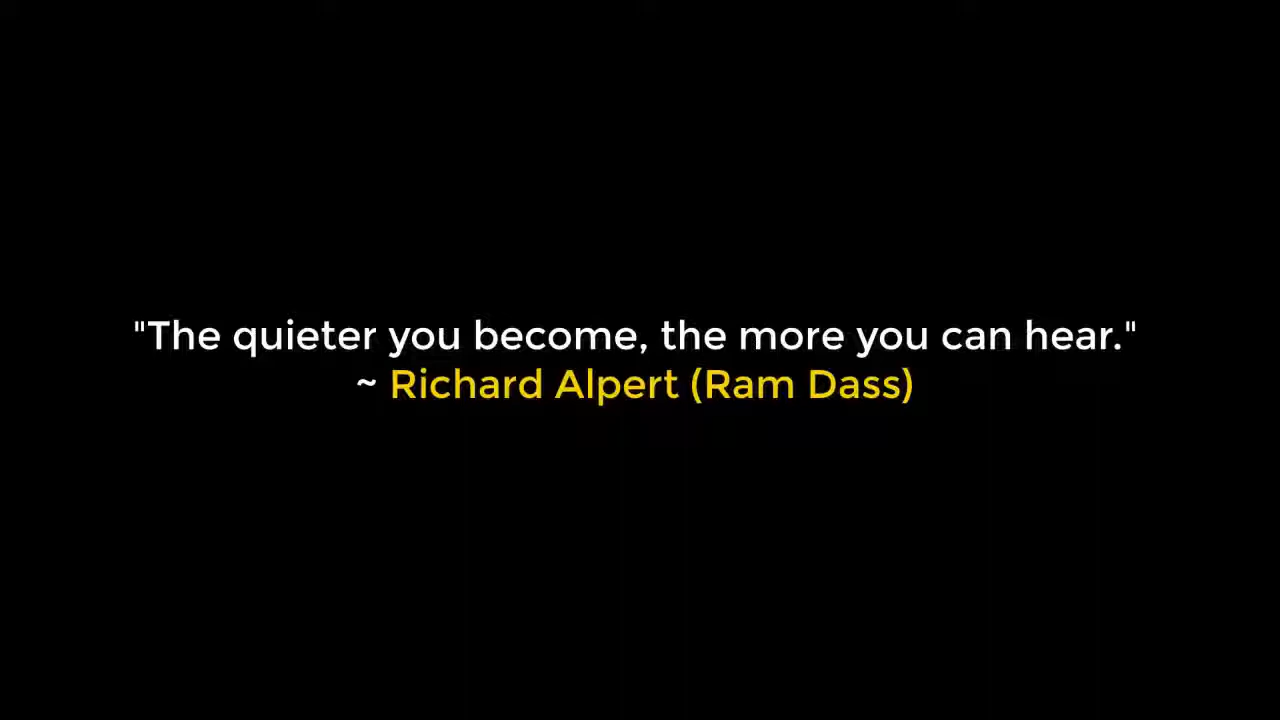 "The quieter you become, the more you can hear."
~ Richard Alpert (Ram Dass)